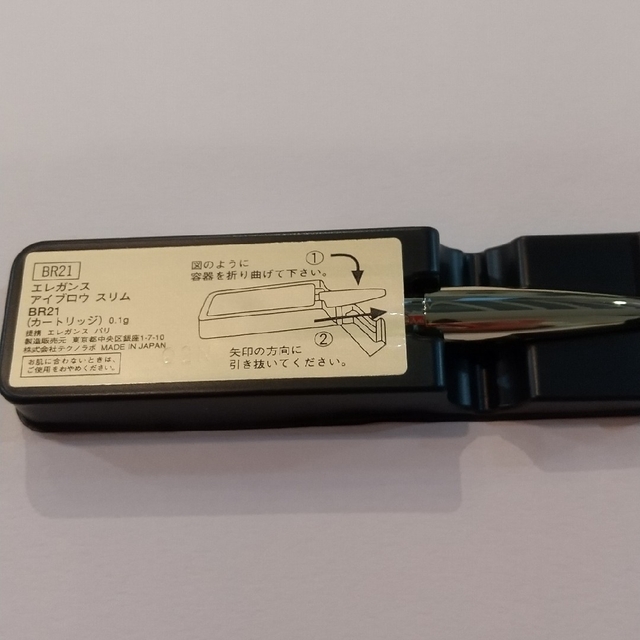 BR21
エレガンス
アイブロウ スリム
BR21
(カートリッジ) 0.1g
提携 エレガンス パリ
製造販売元 東京都中央区銀座1-7-10
株式会社テクノラボ MADE IN JAPAN
お肌に合わないときは、
ご使用をおやめください。
図のように
容器を折り曲げて下さい。
①
②
矢印の方向に
引き抜いてください。